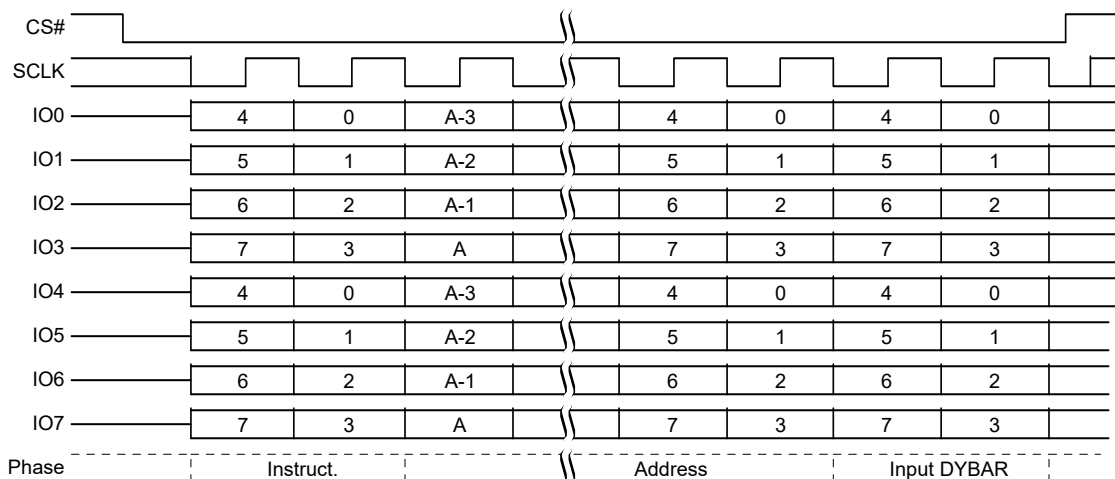 CS#
SCLK
IO0 4 0 A-3 4 0 4 0
IO1 5 1 A-2 5 1 5 1
IO2 6 2 A-1 6 2 6 2
IO3 7 3 A 7 3 7 3
IO4 4 0 A-3 4 0 4 0
IO5 5 1 A-2 5 1 5 1
IO6 6 2 A-1 6 2 6 2
IO7 7 3 A 7 3 7 3
Phase Instruct. Address Input DYBAR